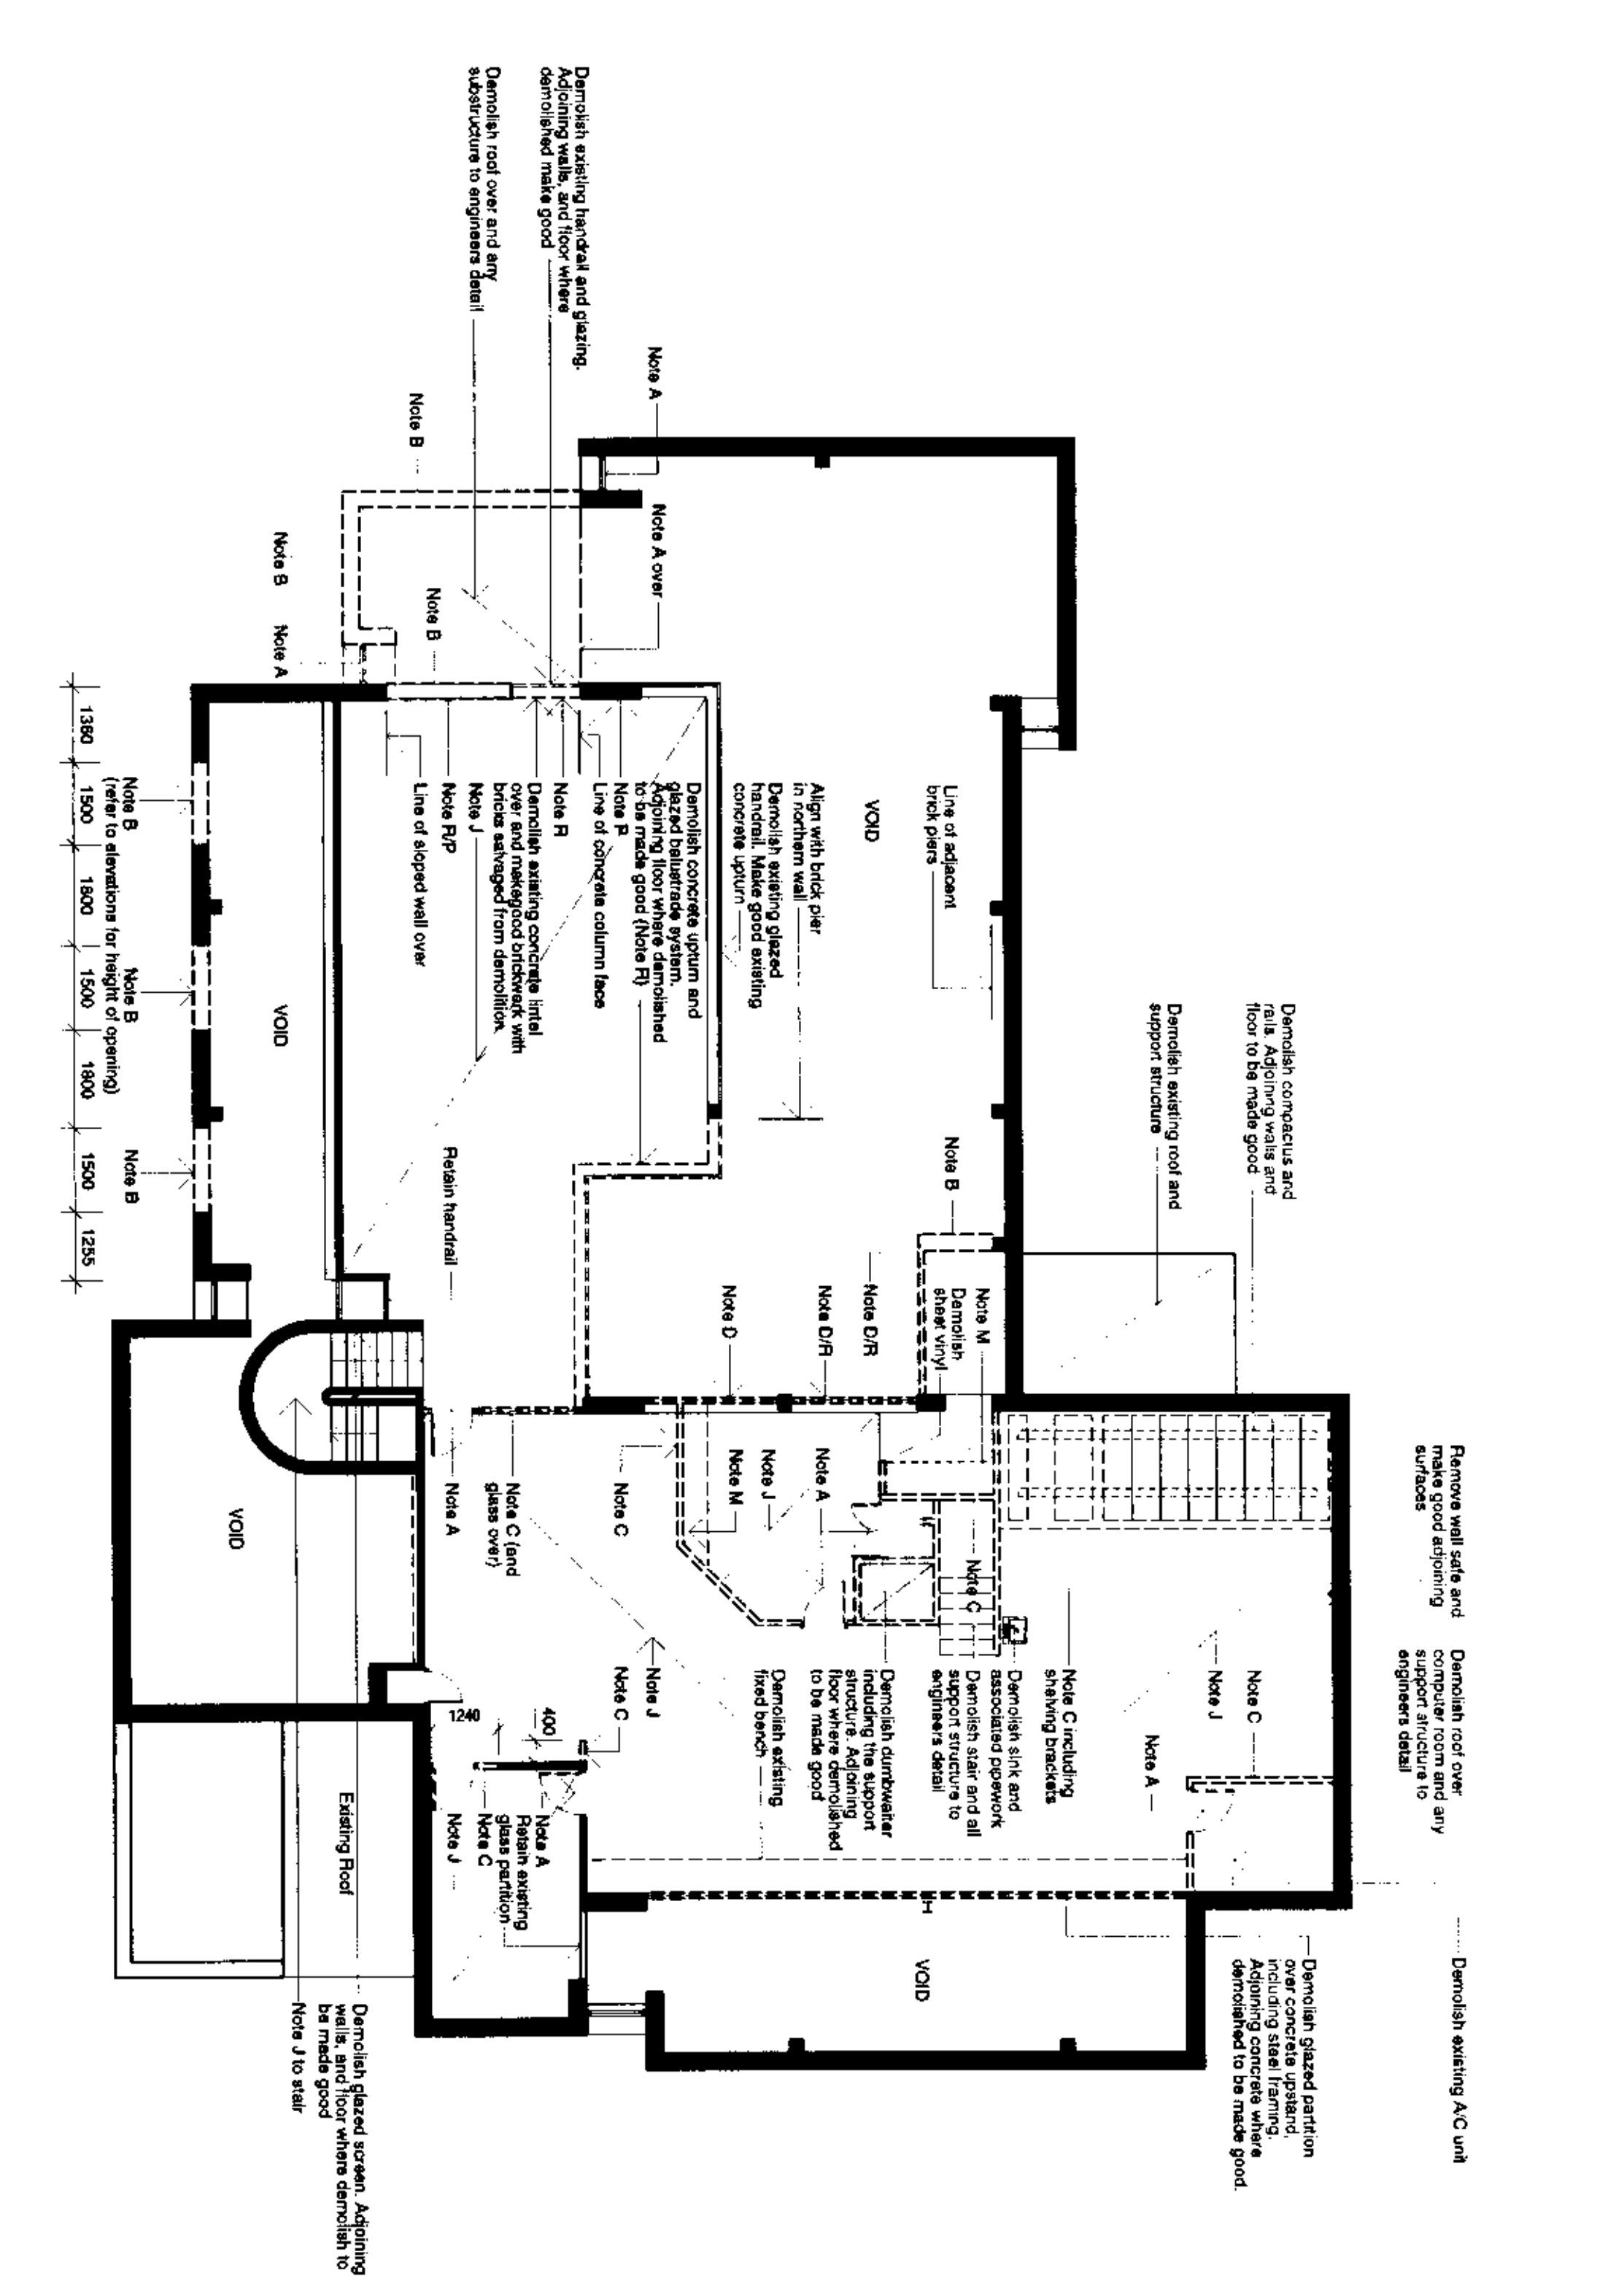 Remove wall safe and
make good adjoining
surfaces
Demolish roof over
computer room and any
support structure to
engineers detail
Demolish existing A/C unit
Demolish compactus and
rails. Adjoining walls and
floor to be made good
Demolish existing roof and
support structure
Demolish glazed partition
over concrete upstand,
including steel framing.
Adjoining concrete where
demolished to be made good.
Note C
Note J
Note A
Note C including
shelving brackets
Demolish sink and
associated pipework
Demolish stair and all
support structure to
engineers detail
Note C
Note M
Demolish
sheet vinyl
Note B
Line of adjacent
brick piers
VOID
VOID
Demolish dumbwaiter
including the support
structure. Adjoining
floor where demolished
to be made good
Demolish existing
fixed bench
Note D/R
Note D/R
Note D
Note A
Note J
Note M
Align with brick pier
in northern wall
Demolish existing glazed
handrail. Make good existing
concrete upturn
Demolish concrete upturn and
glazed balustrade system.
Adjoining floor where demolished
to be made good (Note R)
Note P
Line of concrete column face
Note R
Demolish existing concrete lintel
over and makegood brickwork with
bricks salvaged from demolition
Note J
Note R/P
Line of sloped wall over
Note A
Note A over
Demolish existing handrail and glazing.
Adjoining walls, and floor where
demolished make good
Demolish roof over and any
substructure to engineers detail
Note B
Note B
Note B
Note A
Retain handrail
Note C
Note C (and
glass over)
Note A
Note J
Note C
400
1240
Note A
Retain existing
glass partition
Note C
Note J
VOID
VOID
Existing Roof
Demolish glazed screen. Adjoining
walls, and floor where demolish to
be made good
Note J to stair
Note B
Note B
Note B
(refer to elevations for height of opening)
1360
1500
1800
1500
1800
1500
1255